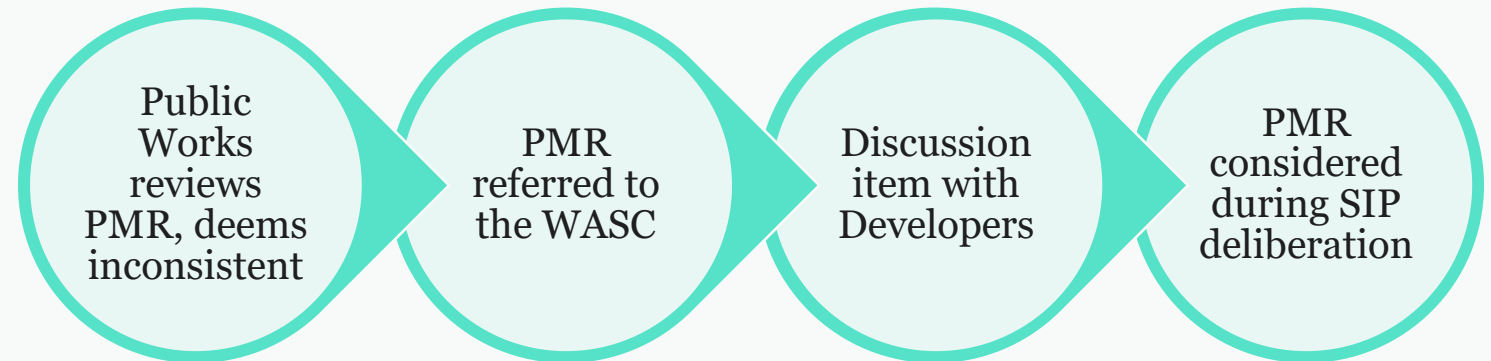 Public
Works
reviews
PMR, deems
inconsistent
PMR
referred to
the WASC
Discussion
item with
Developers
PMR
considered
during SIP
deliberation